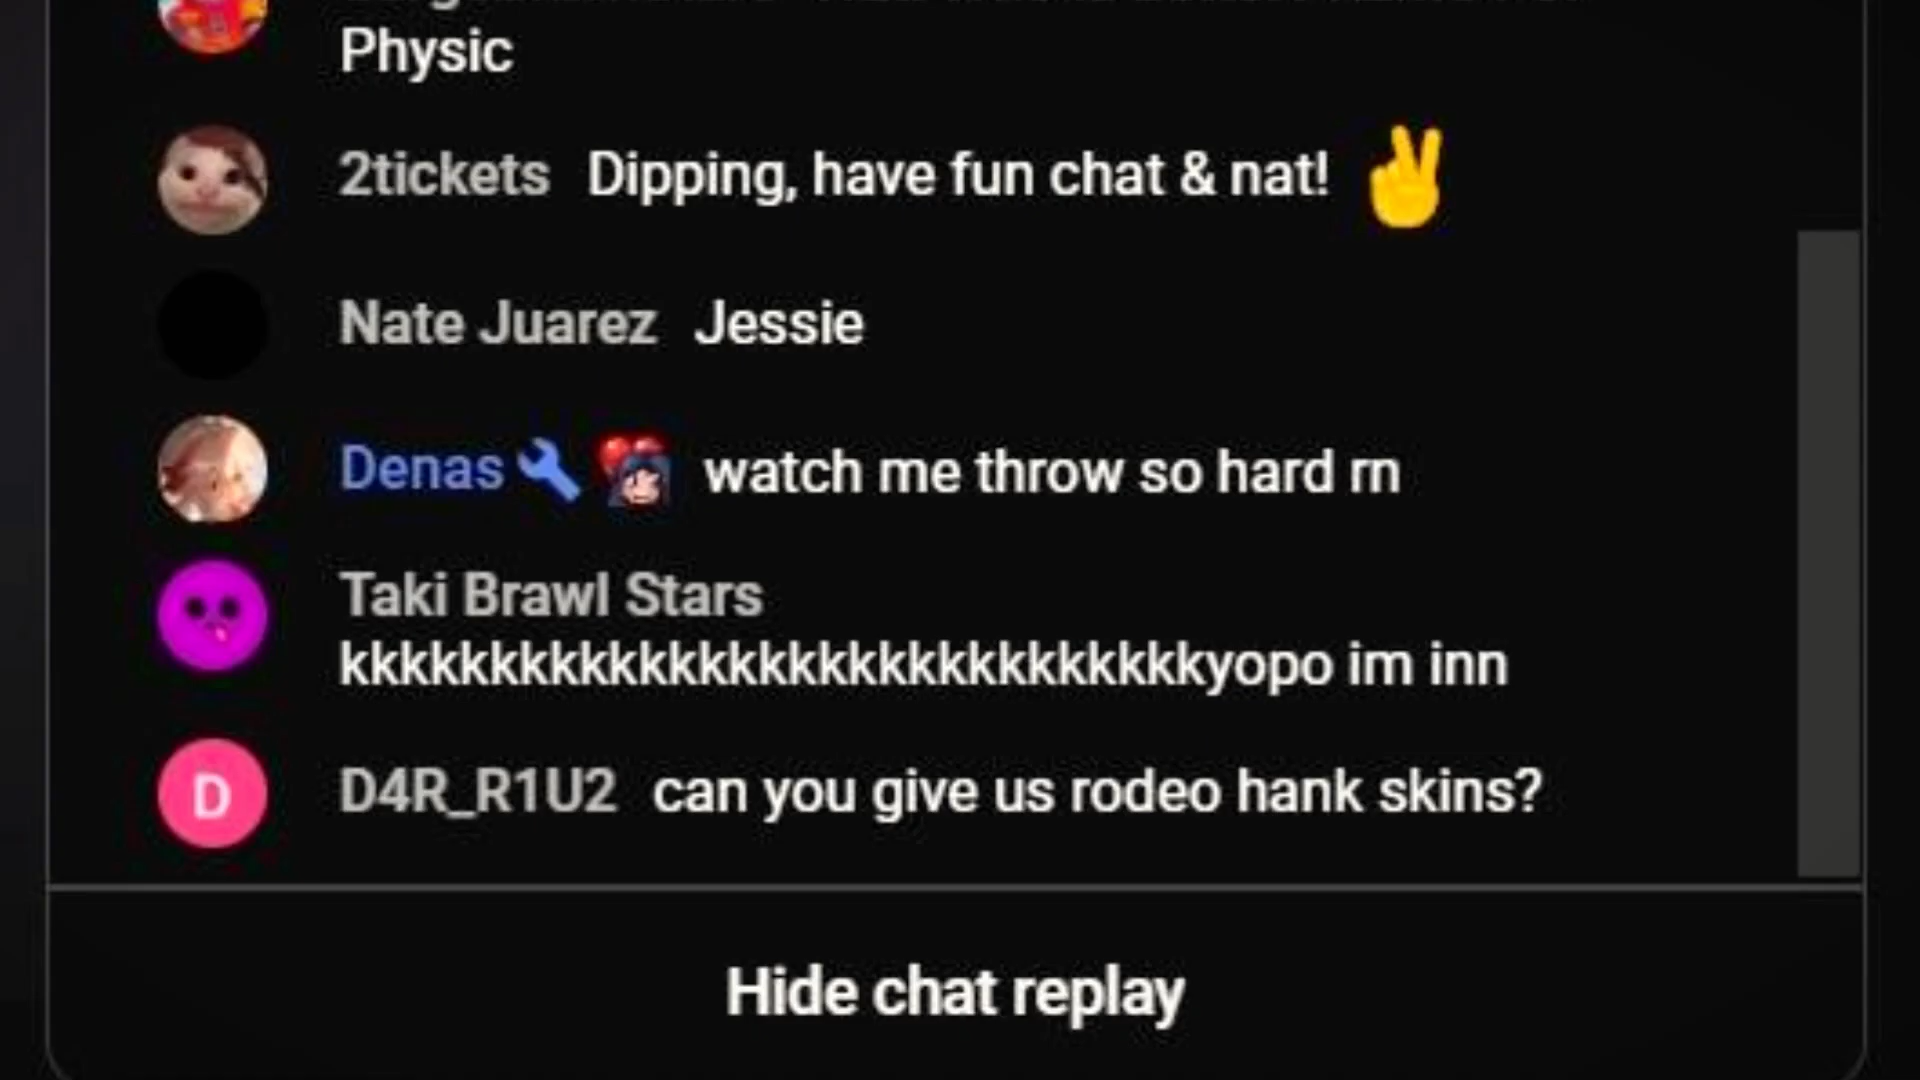 Physic
2tickets Dipping, have fun chat & nat! ✌
Nate Juarez Jessie
Denas watch me throw so hard rn
Taki Brawl Stars
kkkkkkkkkkkkkkkkkkkkkkkkkkkkkyopo im inn
D
D4R_R1U2 can you give us rodeo hank skins?
Hide chat replay